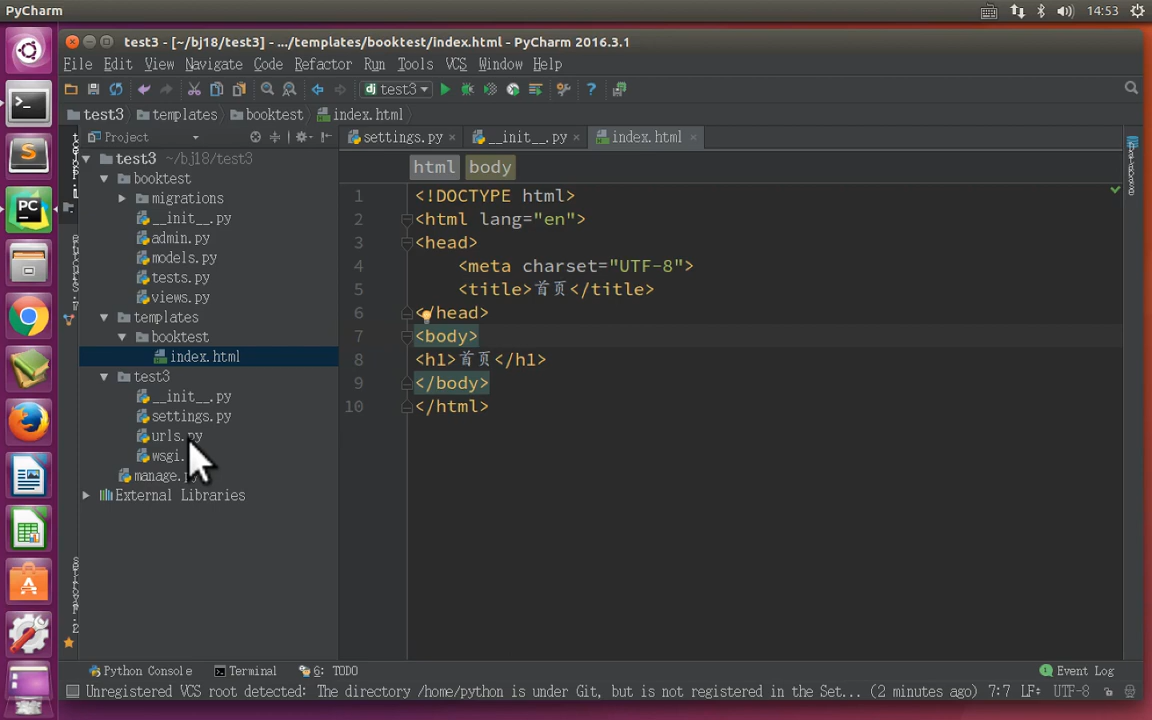 PyCharm
14:53
test3 - [~/bj18/test3] - .../templates/booktest/index.html - PyCharm 2016.3.1
File Edit View Navigate Code Refactor Run Tools VCS Window Help
dj test3
test3 templates booktest index.html
Project
settings.py × __init__.py × index.html ×
html body
test3 ~/bj18/test3
booktest
migrations
__init__.py
admin.py
models.py
tests.py
views.py
templates
booktest
index.html
test3
__init__.py
settings.py
urls.py
wsgi.
manage.
External Libraries
1 <!DOCTYPE html>
2 <html lang="en">
3 <head>
4 <meta charset="UTF-8">
5 <title>首页</title>
6 </head>
7 <body>
8 <h1>首页</h1>
9 </body>
10 </html>
Python Console Terminal 6: TODO Event Log
Unregistered VCS root detected: The directory /home/python is under Git, but is not registered in the Set... (2 minutes ago) 7:7 LF: UTF-8